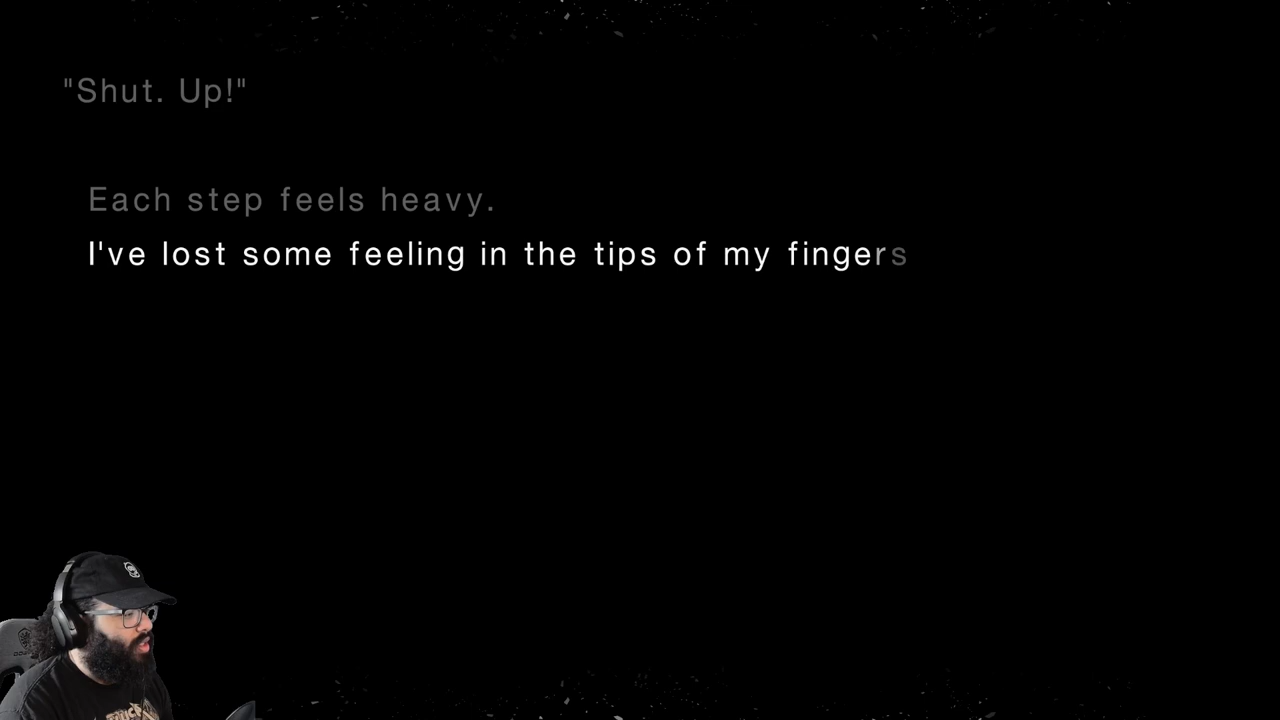 "Shut. Up!"
Each step feels heavy.
I've lost some feeling in the tips of my fingers